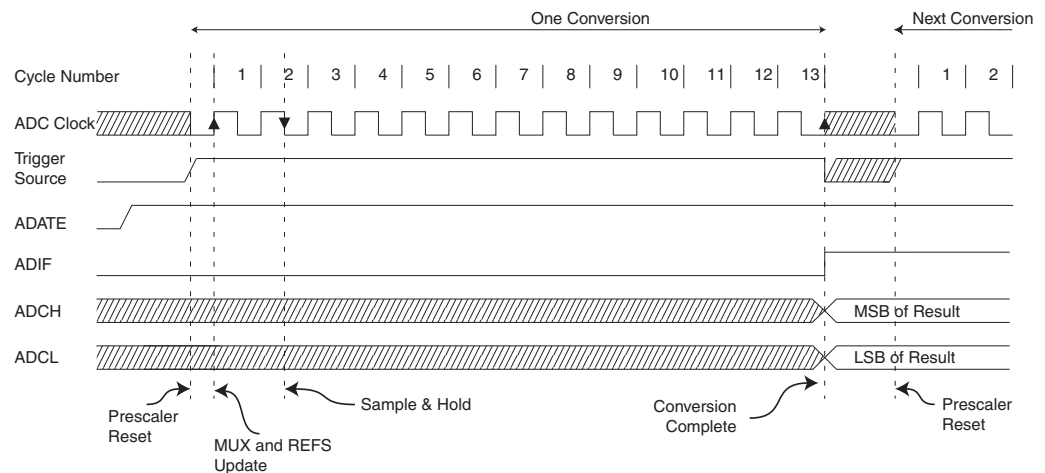 One Conversion
Next Conversion
Cycle Number
1 2 3 4 5 6 7 8 9 10 11 12 13
1 2
ADC Clock
Trigger
Source
ADATE
ADIF
ADCH
MSB of Result
ADCL
LSB of Result
Prescaler
Reset
MUX and REFS
Update
Sample & Hold
Conversion
Complete
Prescaler
Reset